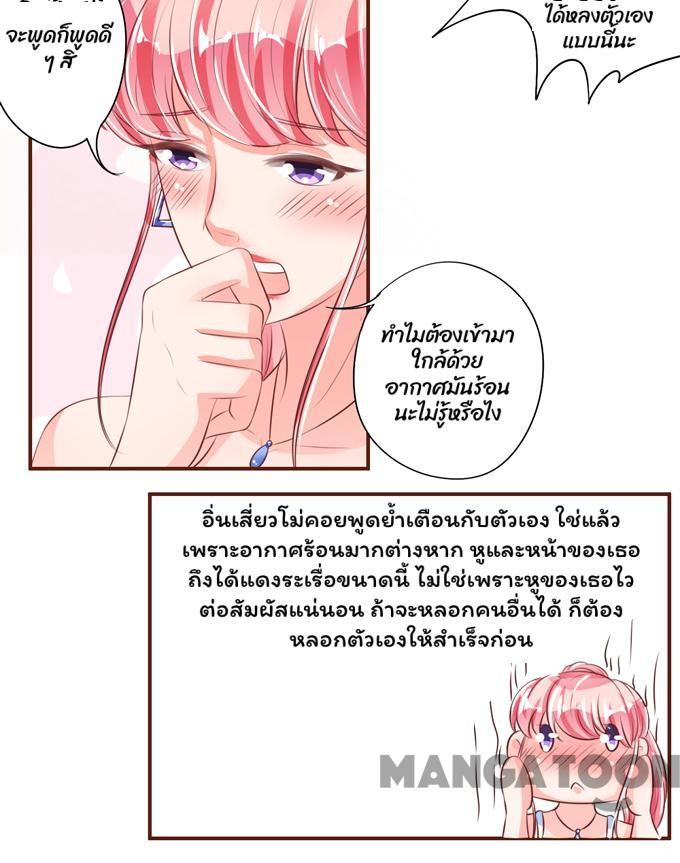 จะพูดก็พูดดี
ๆ สิ
ได้หลงตัวเอง
แบบนี้นะ
ทำไมต้องเข้ามา
ใกล้ด้วย
อากาศมันร้อน
นะไม่รู้หรือไง
อิ่นเสี่ยวโม่คอยพูดย้ำเตือนกับตัวเอง ใช่แล้ว
เพราะอากาศร้อนมากต่างหาก หูและหน้าของเธอ
ถึงได้แดงระเรื่อขนาดนี้ ไม่ใช่เพราะหูของเธอไว
ต่อสัมผัสแน่นอน ถ้าจะหลอกคนอื่นได้ ก็ต้อง
หลอกตัวเองให้สำเร็จก่อน
MANGATOON